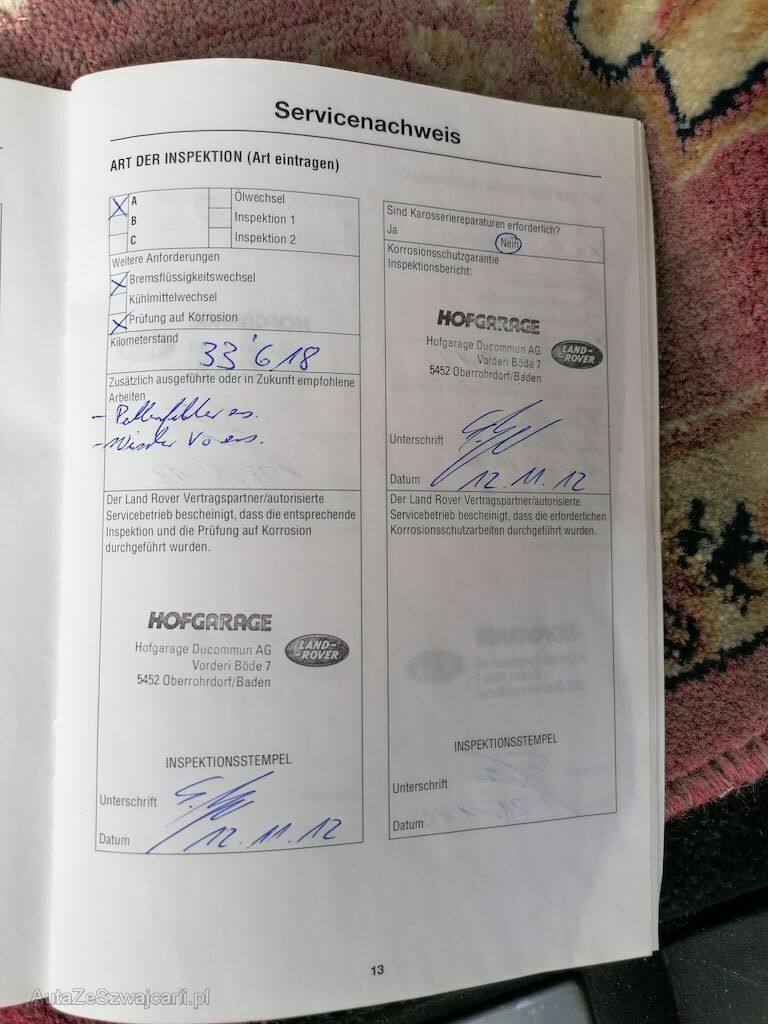 Servicenachweis
ART DER INSPEKTION (Art eintragen)
X A
B
C
Ölwechsel
Inspektion 1
Inspektion 2
Weitere Anforderungen
X Bremsflüssigkeitswechsel
Kühlmittelwechsel
X Prüfung auf Korrosion
Kilometerstand
33'618
Zusätzlich ausgeführte oder in Zukunft empfohlene
Arbeiten
- Pollenfilter ers.
ers.
Der Land Rover Vertragspartner/autorisierte
Servicebetrieb bescheinigt, dass die entsprechende
Inspektion und die Prüfung auf Korrosion
durchgeführt wurden.
HOFGARAGE
Hofgarage Ducommun AG
Vorderi Böde 7
5452 Oberrohrdorf/Baden
LAND-
ROVER
INSPEKTIONSSTEMPEL
Unterschrift
Datum 12.11.12
Sind Karosseriereparaturen erforderlich?
Ja Nein
Korrosionsschutzgarantie
Inspektionsbericht:
HOFGARAGE
Hofgarage Ducommun AG
Vorderi Böde 7
5452 Oberrohrdorf/Baden
LAND-
ROVER
Unterschrift
Datum 12.11.12
Der Land Rover Vertragspartner/autorisierte
Servicebetrieb bescheinigt, dass die erforderlichen
Korrosionsschutzarbeiten durchgeführt wurden.
INSPEKTIONSSTEMPEL
Unterschrift
Datum
13
AutaZeSzwajcarii.pl